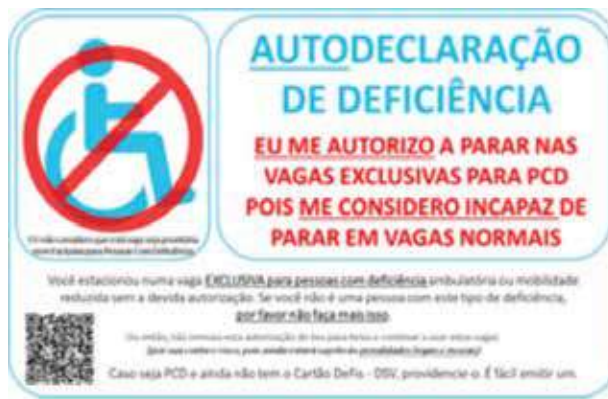 AUTODECLARAÇÃO
DE DEFICIÊNCIA
EU ME AUTORIZO A PARAR NAS
VAGAS EXCLUSIVAS PARA PCD
POIS ME CONSIDERO INCAPAZ DE
PARAR EM VAGAS NORMAIS
Você estacionou numa vaga EXCLUSIVA para pessoas com deficiência ambulatória ou mobilidade
reduzida sem a devida autorização. Se você não é uma pessoa com este tipo de deficiência,
por favor não faça mais isso.
Caso seja PCD e ainda não tem o Cartão DeFis - DSV, providencie-o. É fácil emitir um.